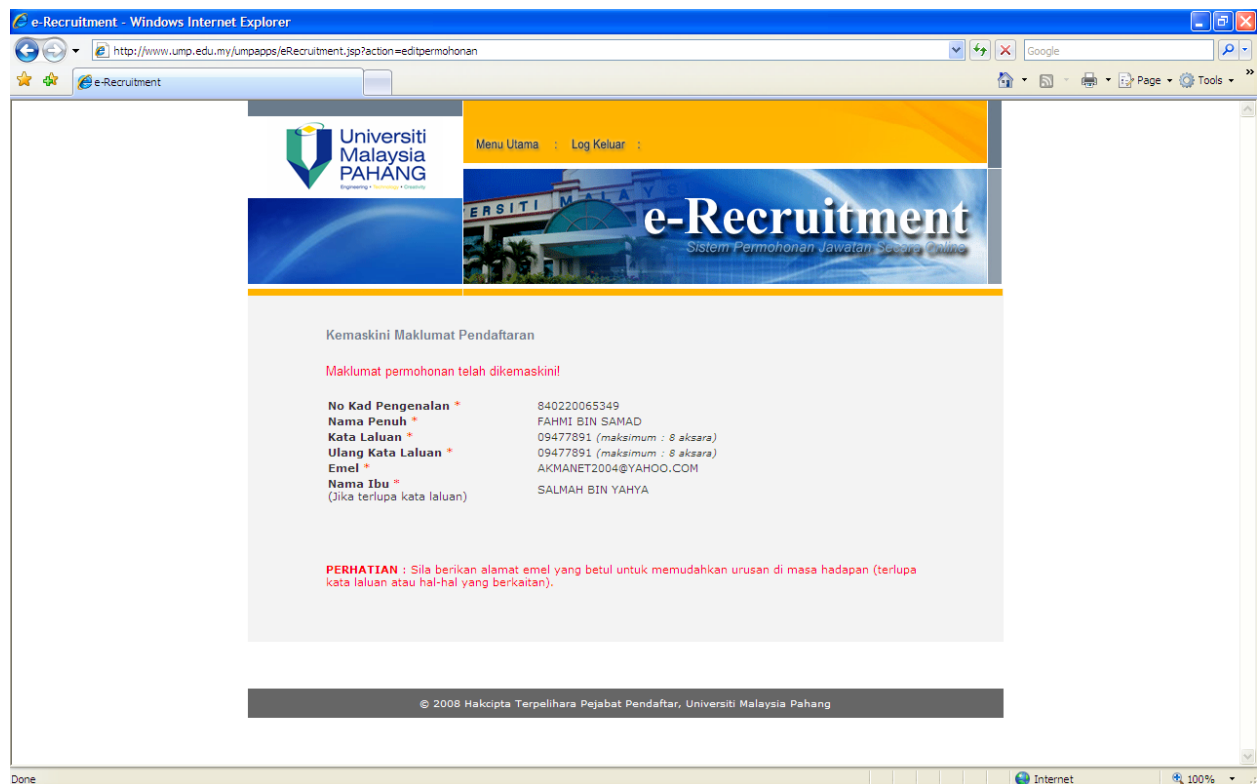 e-Recruitment - Windows Internet Explorer
http://www.ump.edu.my/umpapps/eRecruitment.jsp?action=editpermohonan
Google
e-Recruitment
Page
Tools
»
Universiti
Malaysia
PAHANG
Engineering • Technology • Creativity
Menu Utama : Log Keluar :
ERSITI MALAYS
e-Recruitment
Sistem Permohonan Jawatan Secara Online
Kemaskini Maklumat Pendaftaran
Maklumat permohonan telah dikemaskini!
No Kad Pengenalan * 840220065349
Nama Penuh * FAHMI BIN SAMAD
Kata Laluan * 09477891 (maksimum : 8 aksara)
Ulang Kata Laluan * 09477891 (maksimum : 8 aksara)
Emel * AKMANET2004@YAHOO.COM
Nama Ibu *
(Jika terlupa kata laluan) SALMAH BIN YAHYA
PERHATIAN : Sila berikan alamat emel yang betul untuk memudahkan urusan di masa hadapan (terlupa
kata laluan atau hal-hal yang berkaitan).
© 2008 Hakcipta Terpelihara Pejabat Pendaftar, Universiti Malaysia Pahang
Done
Internet
100%